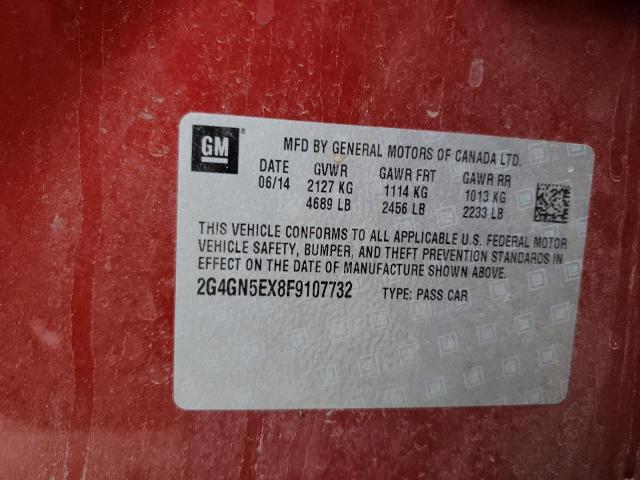 GM
MFD BY GENERAL MOTORS OF CANADA LTD.
DATE GVWR GAWR FRT GAWR RR
06/14 2127 KG 1114 KG 1013 KG
4689 LB 2456 LB 2233 LB
THIS VEHICLE CONFORMS TO ALL APPLICABLE U.S. FEDERAL MOTOR
VEHICLE SAFETY, BUMPER, AND THEFT PREVENTION STANDARDS IN
EFFECT ON THE DATE OF MANUFACTURE SHOWN ABOVE.
2G4GN5EX8F9107732 TYPE: PASS CAR